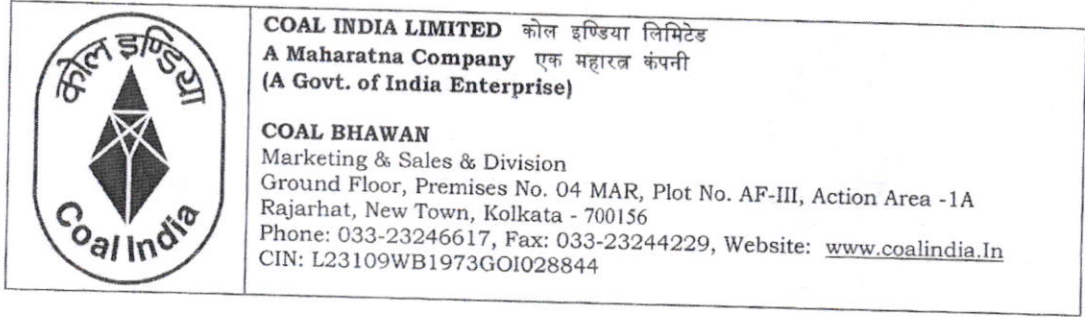 कोल इण्डिया
Coal India
COAL INDIA LIMITED कोल इण्डिया लिमिटेड
A Maharatna Company एक महारत्न कंपनी
(A Govt. of India Enterprise)
COAL BHAWAN
Marketing & Sales & Division
Ground Floor, Premises No. 04 MAR, Plot No. AF-III, Action Area -1A
Rajarhat, New Town, Kolkata - 700156
Phone: 033-23246617, Fax: 033-23244229, Website: www.coalindia.In
CIN: L23109WB1973GOI028844